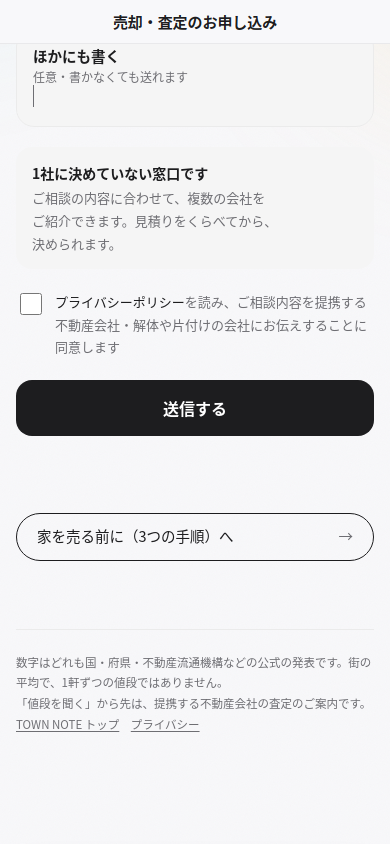 売却・査定のお申し込み
ほかにも書く
任意・書かなくても送れます
1社に決めていない窓口です
ご相談の内容に合わせて、複数の会社を
ご紹介できます。見積りをくらべてから、
決められます。
プライバシーポリシーを読み、ご相談内容を提携する
不動産会社・解体や片付けの会社にお伝えすることに
同意します
送信する
家を売る前に（3つの手順）へ →
数字はどれも国・府県・不動産流通機構などの公式の発表です。街の
平均で、1軒ずつの値段ではありません。
「値段を聞く」から先は、提携する不動産会社の査定のご案内です。
TOWN NOTE トップ プライバシー